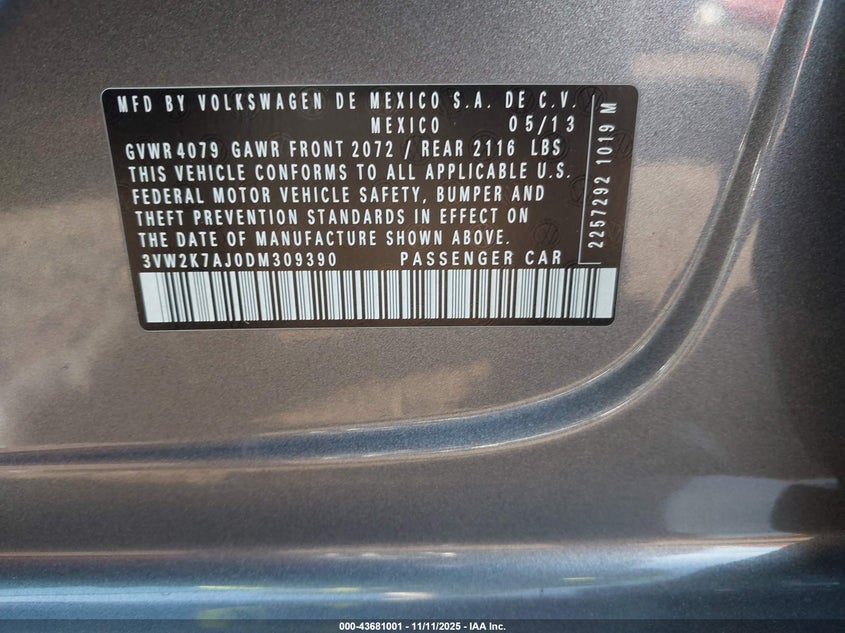 MFD BY VOLKSWAGEN DE MEXICO S.A. DE C.V.
MEXICO 05/13
GVWR 4079 GAWR FRONT 2072 / REAR 2116 LBS
THIS VEHICLE CONFORMS TO ALL APPLICABLE U.S.
FEDERAL MOTOR VEHICLE SAFETY, BUMPER AND
THEFT PREVENTION STANDARDS IN EFFECT ON
THE DATE OF MANUFACTURE SHOWN ABOVE.
3VW2K7AJ0DM309390 PASSENGER CAR
2257292 1019 M
000-43681001 - 11/11/2025 - IAA Inc.